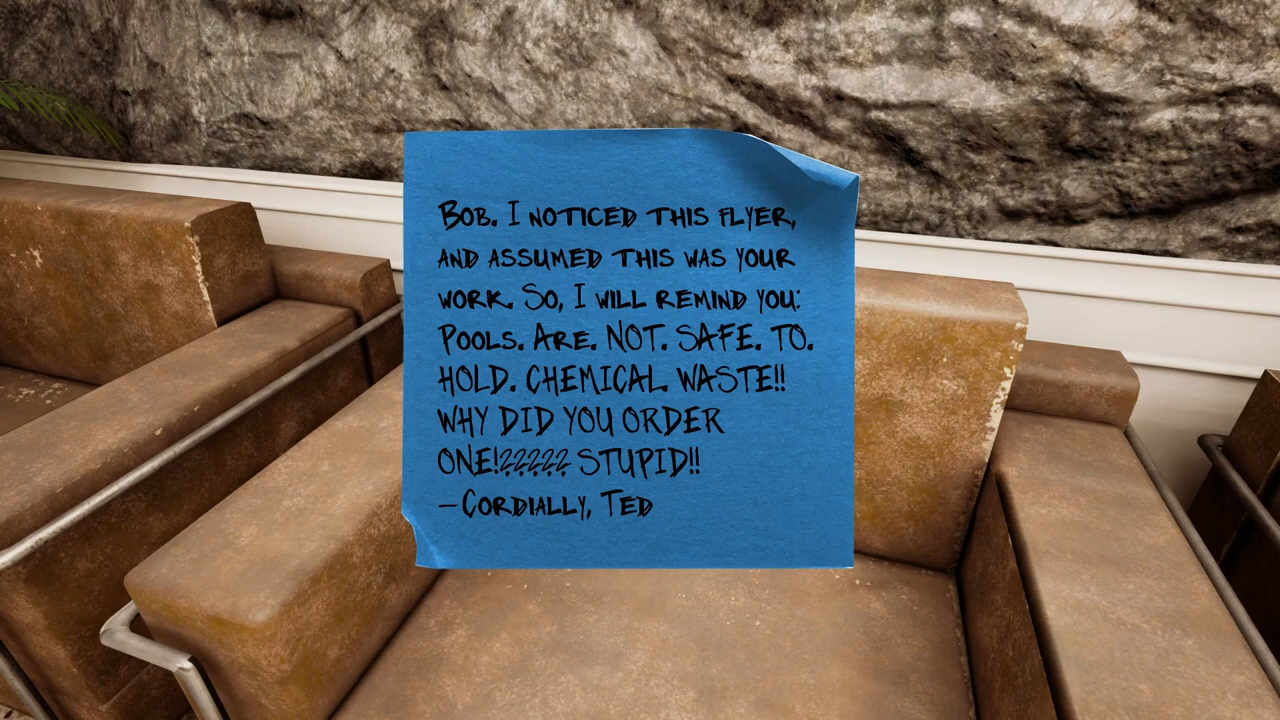 Bob. I noticed this flyer,
and assumed this was your
work. So, I will remind you:
Pools. Are. NOT. SAFE. TO.
HOLD. CHEMICAL. WASTE!!
WHY DID YOU ORDER
ONE!????? STUPID!!
–Cordially, Ted